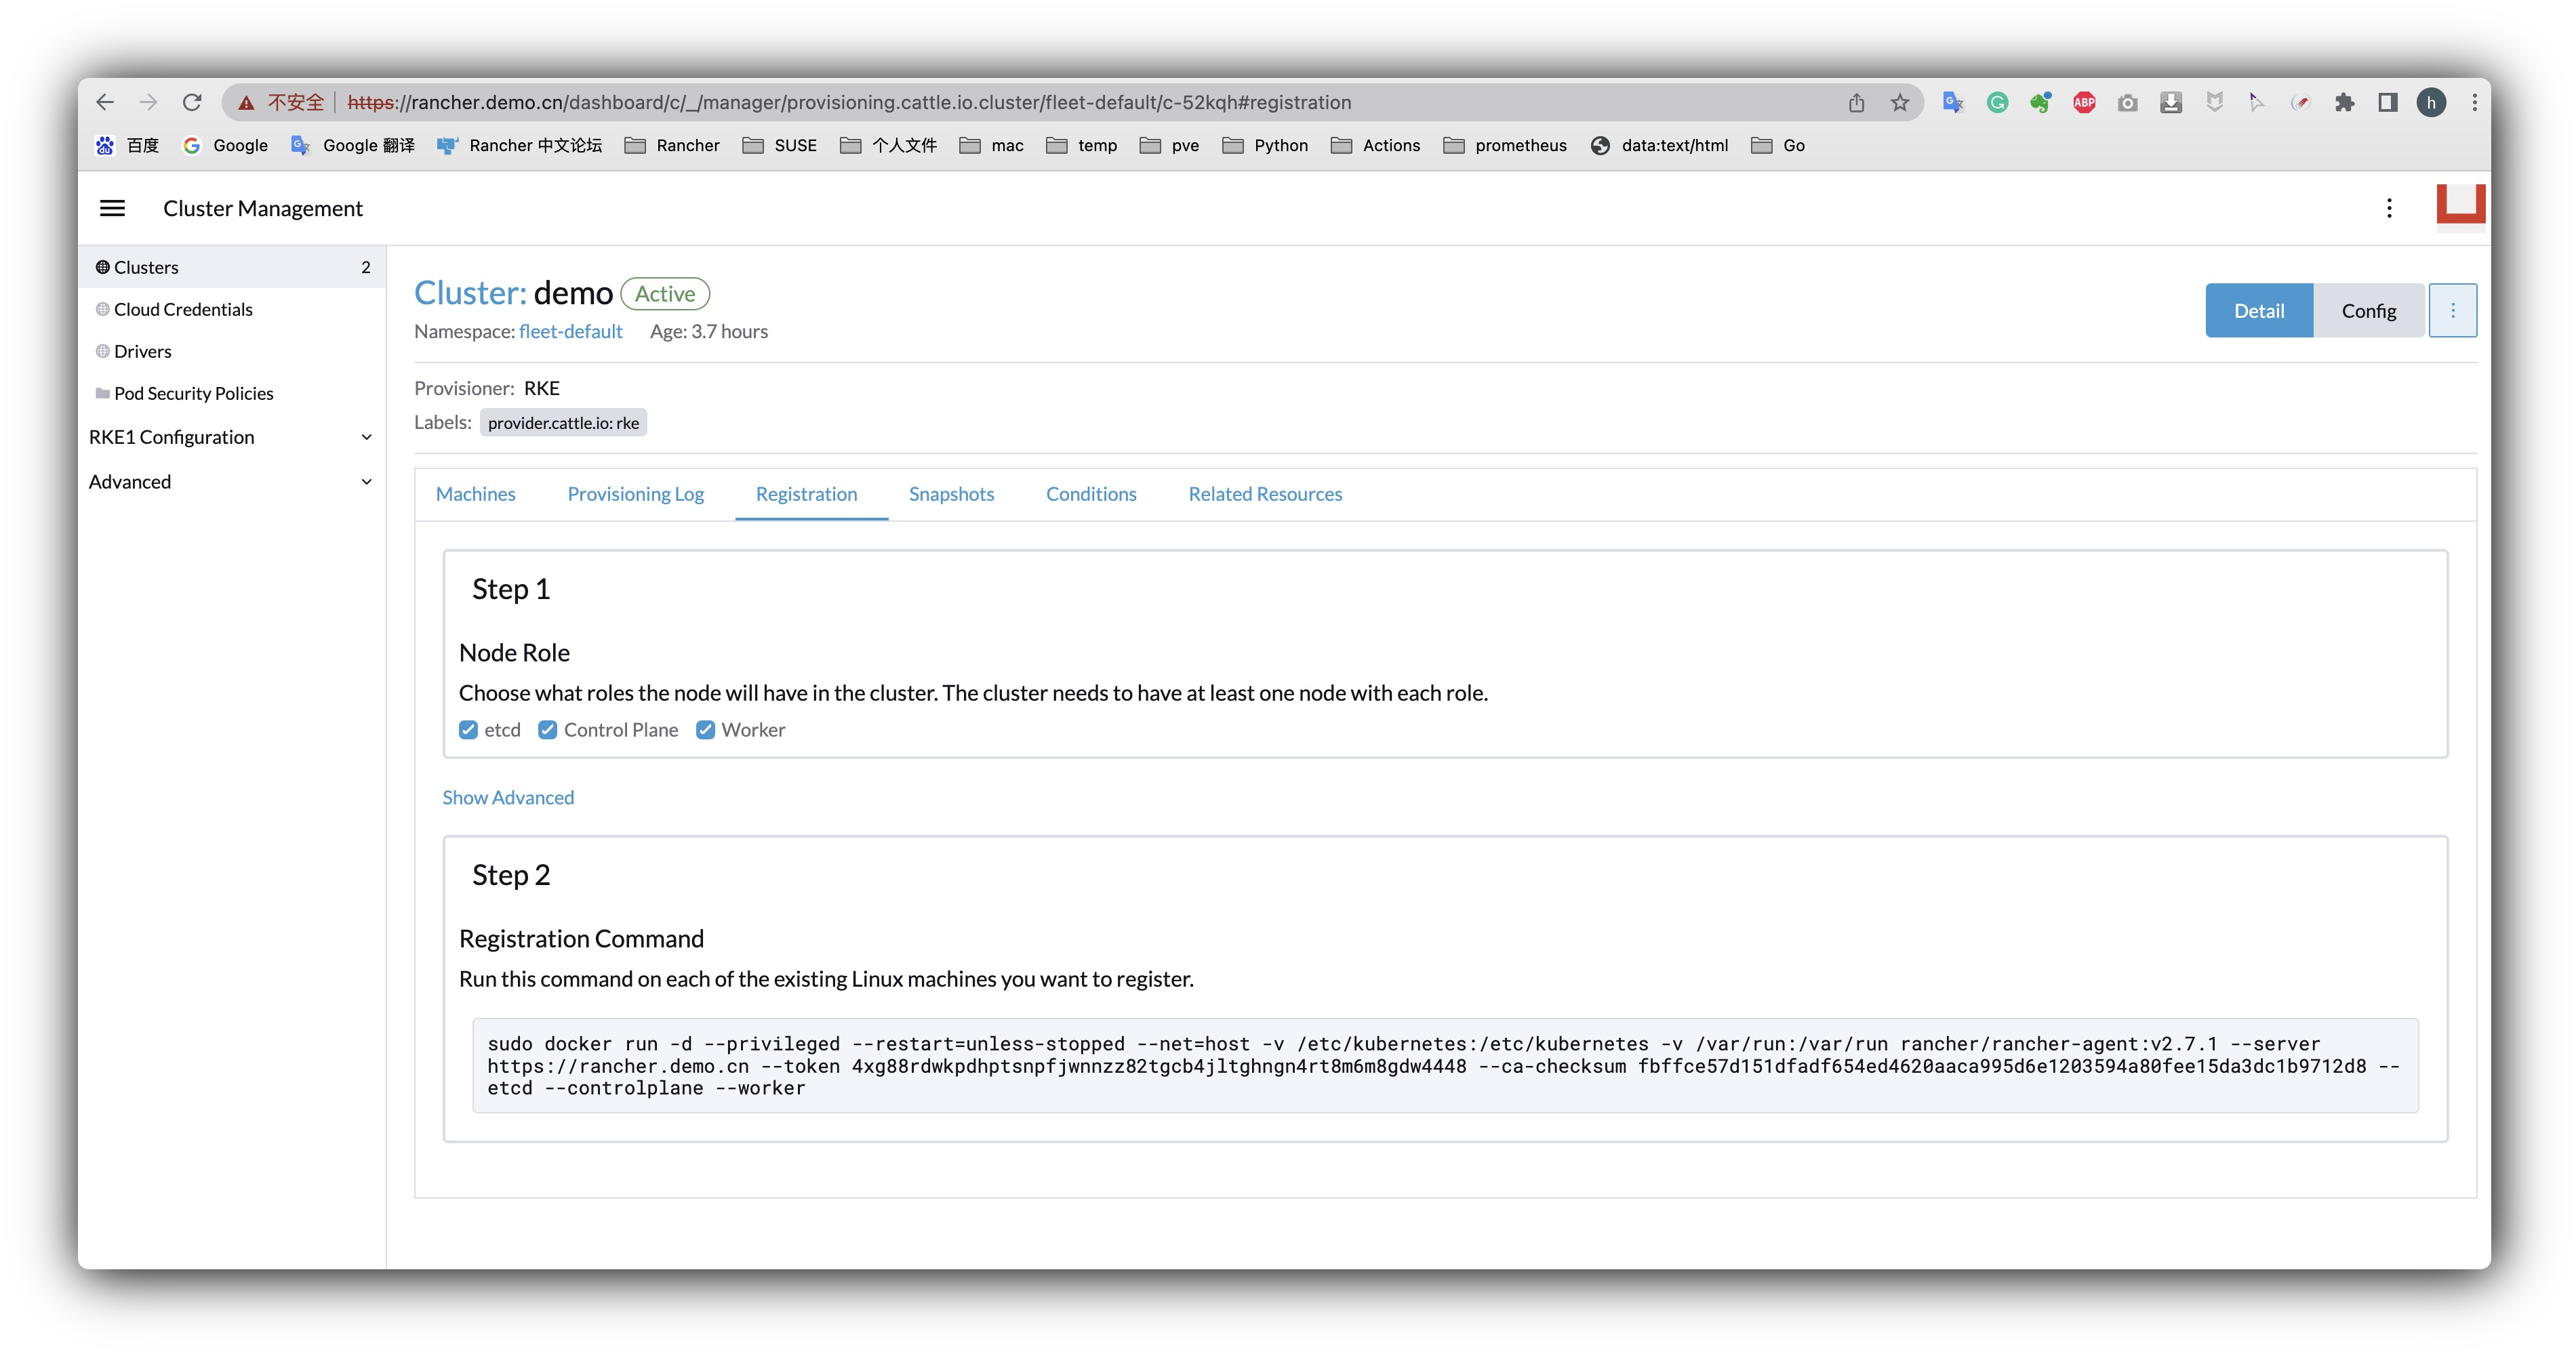 不安全 https://rancher.demo.cn/dashboard/c/_/manager/provisioning.cattle.io.cluster/fleet-default/c-52kqh#registration ABP h
百度 Google Google 翻译 Rancher 中文论坛 Rancher SUSE 个人文件 mac temp pve Python Actions prometheus data:text/html Go
Cluster Management
Clusters 2
Cloud Credentials
Drivers
Pod Security Policies
RKE1 Configuration
Advanced
Cluster: demo Active
Namespace: fleet-default Age: 3.7 hours
Detail Config
Provisioner: RKE
Labels: provider.cattle.io: rke
Machines Provisioning Log Registration Snapshots Conditions Related Resources
Step 1
Node Role
Choose what roles the node will have in the cluster. The cluster needs to have at least one node with each role.
etcd Control Plane Worker
Show Advanced
Step 2
Registration Command
Run this command on each of the existing Linux machines you want to register.
sudo docker run -d --privileged --restart=unless-stopped --net=host -v /etc/kubernetes:/etc/kubernetes -v /var/run:/var/run rancher/rancher-agent:v2.7.1 --server
https://rancher.demo.cn --token 4xg88rdwkpdhptsnpfjwnnzz82tgcb4jltghngn4rt8m6m8gdw4448 --ca-checksum fbffce57d151dfadf654ed4620aaca995d6e1203594a80fee15da3dc1b9712d8 --
etcd --controlplane --worker